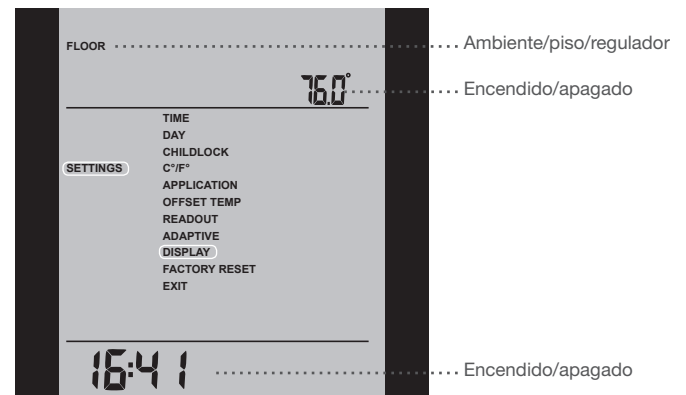 FLOOR Ambiente/piso/regulador
76.0° Encendido/apagado
TIME
DAY
CHILDLOCK
SETTINGS C°/F°
APPLICATION
OFFSET TEMP
READOUT
ADAPTIVE
DISPLAY
FACTORY RESET
EXIT
16:41 Encendido/apagado